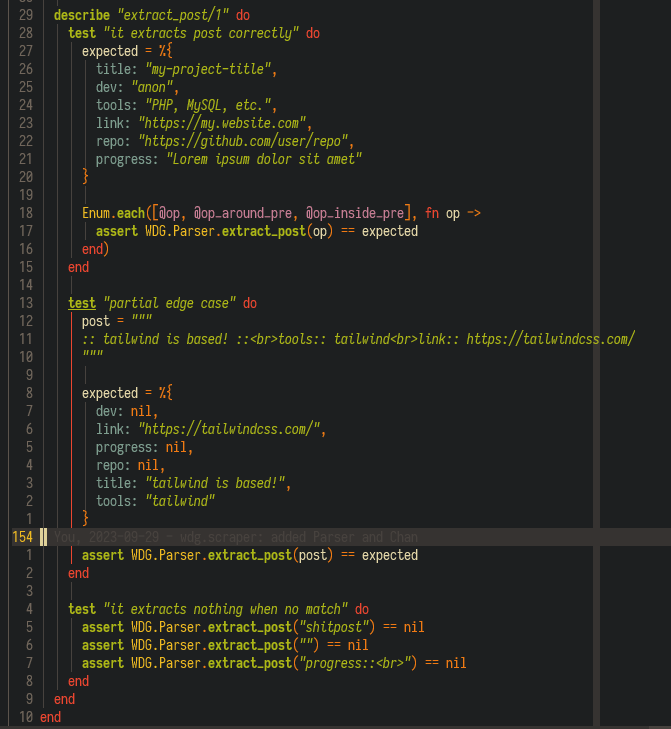 29 describe "extract_post/1" do
28 test "it extracts post correctly" do
27 expected = %{
26 title: "my-project-title",
25 dev: "anon",
24 tools: "PHP, MySQL, etc.",
23 link: "https://my.website.com",
22 repo: "https://github.com/user/repo",
21 progress: "Lorem ipsum dolor sit amet"
20 }
19
18 Enum.each([@op, @op_around_pre, @op_inside_pre], fn op ->
17 assert WDG.Parser.extract_post(op) == expected
16 end)
15 end
14
13 test "partial edge case" do
12 post = """
11 :: tailwind is based! ::<br>tools:: tailwind<br>link:: https://tailwindcss.com/
10 """
9
8 expected = %{
7 dev: nil,
6 link: "https://tailwindcss.com/",
5 progress: nil,
4 repo: nil,
3 title: "tailwind is based!",
2 tools: "tailwind"
1 }
154 You, 2023-09-29 - wdg.scraper: added Parser and Chan
1 assert WDG.Parser.extract_post(post) == expected
2 end
3
4 test "it extracts nothing when no match" do
5 assert WDG.Parser.extract_post("shitpost") == nil
6 assert WDG.Parser.extract_post("") == nil
7 assert WDG.Parser.extract_post("progress::<br>") == nil
8 end
9 end
10 end